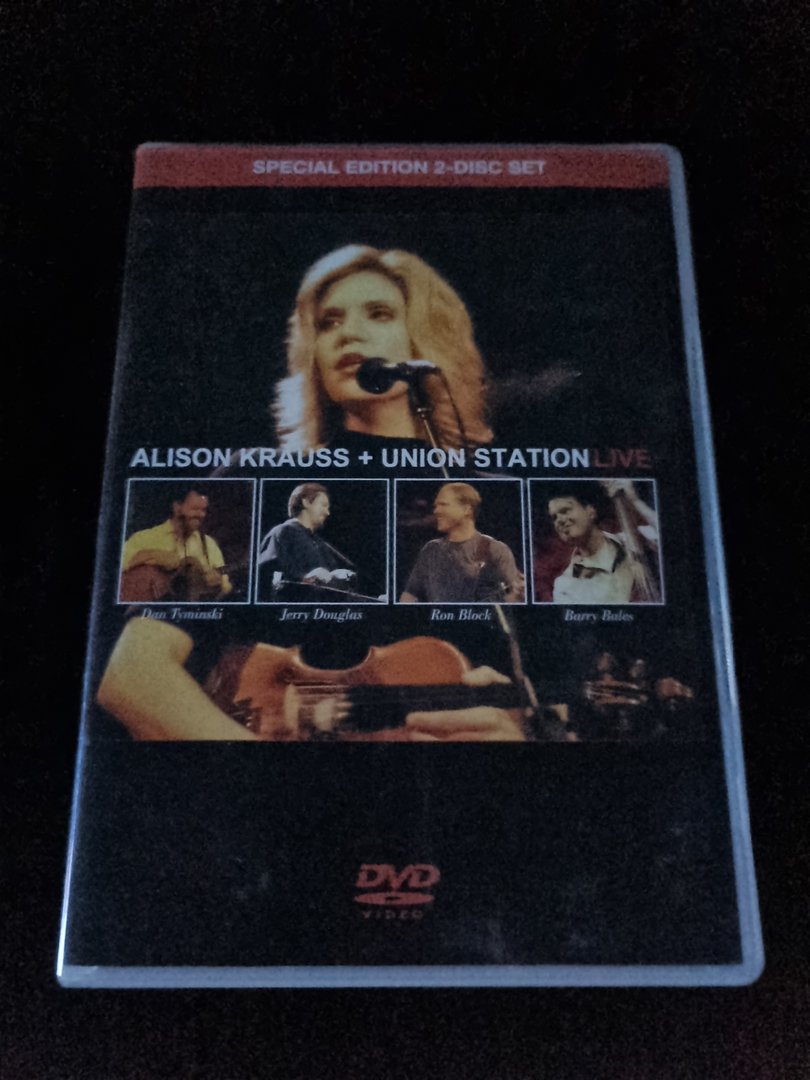 SPECIAL EDITION 2-DISC SET
ALISON KRAUSS + UNION STATION LIVE
Dan Tyminski Jerry Douglas Ron Block Barry Bales
DVD
VIDEO